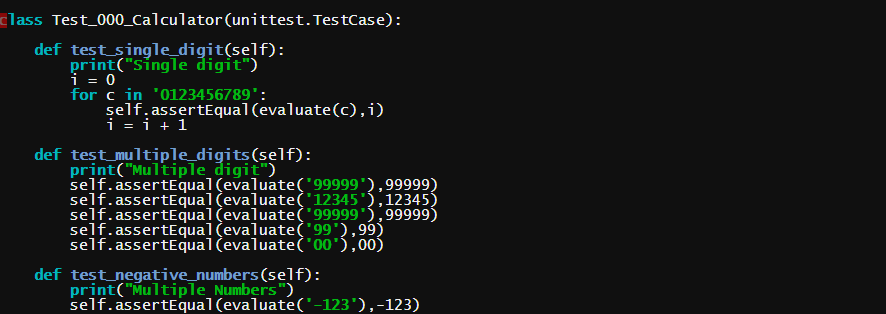 class Test_000_Calculator(unittest.TestCase):
def test_single_digit(self):
print("Single digit")
i = 0
for c in '0123456789':
self.assertEqual(evaluate(c),i)
i = i + 1
def test_multiple_digits(self):
print("Multiple digit")
self.assertEqual(evaluate('99999'),99999)
self.assertEqual(evaluate('12345'),12345)
self.assertEqual(evaluate('99999'),99999)
self.assertEqual(evaluate('99'),99)
self.assertEqual(evaluate('00'),00)
def test_negative_numbers(self):
print("Multiple Numbers")
self.assertEqual(evaluate('-123'),-123)